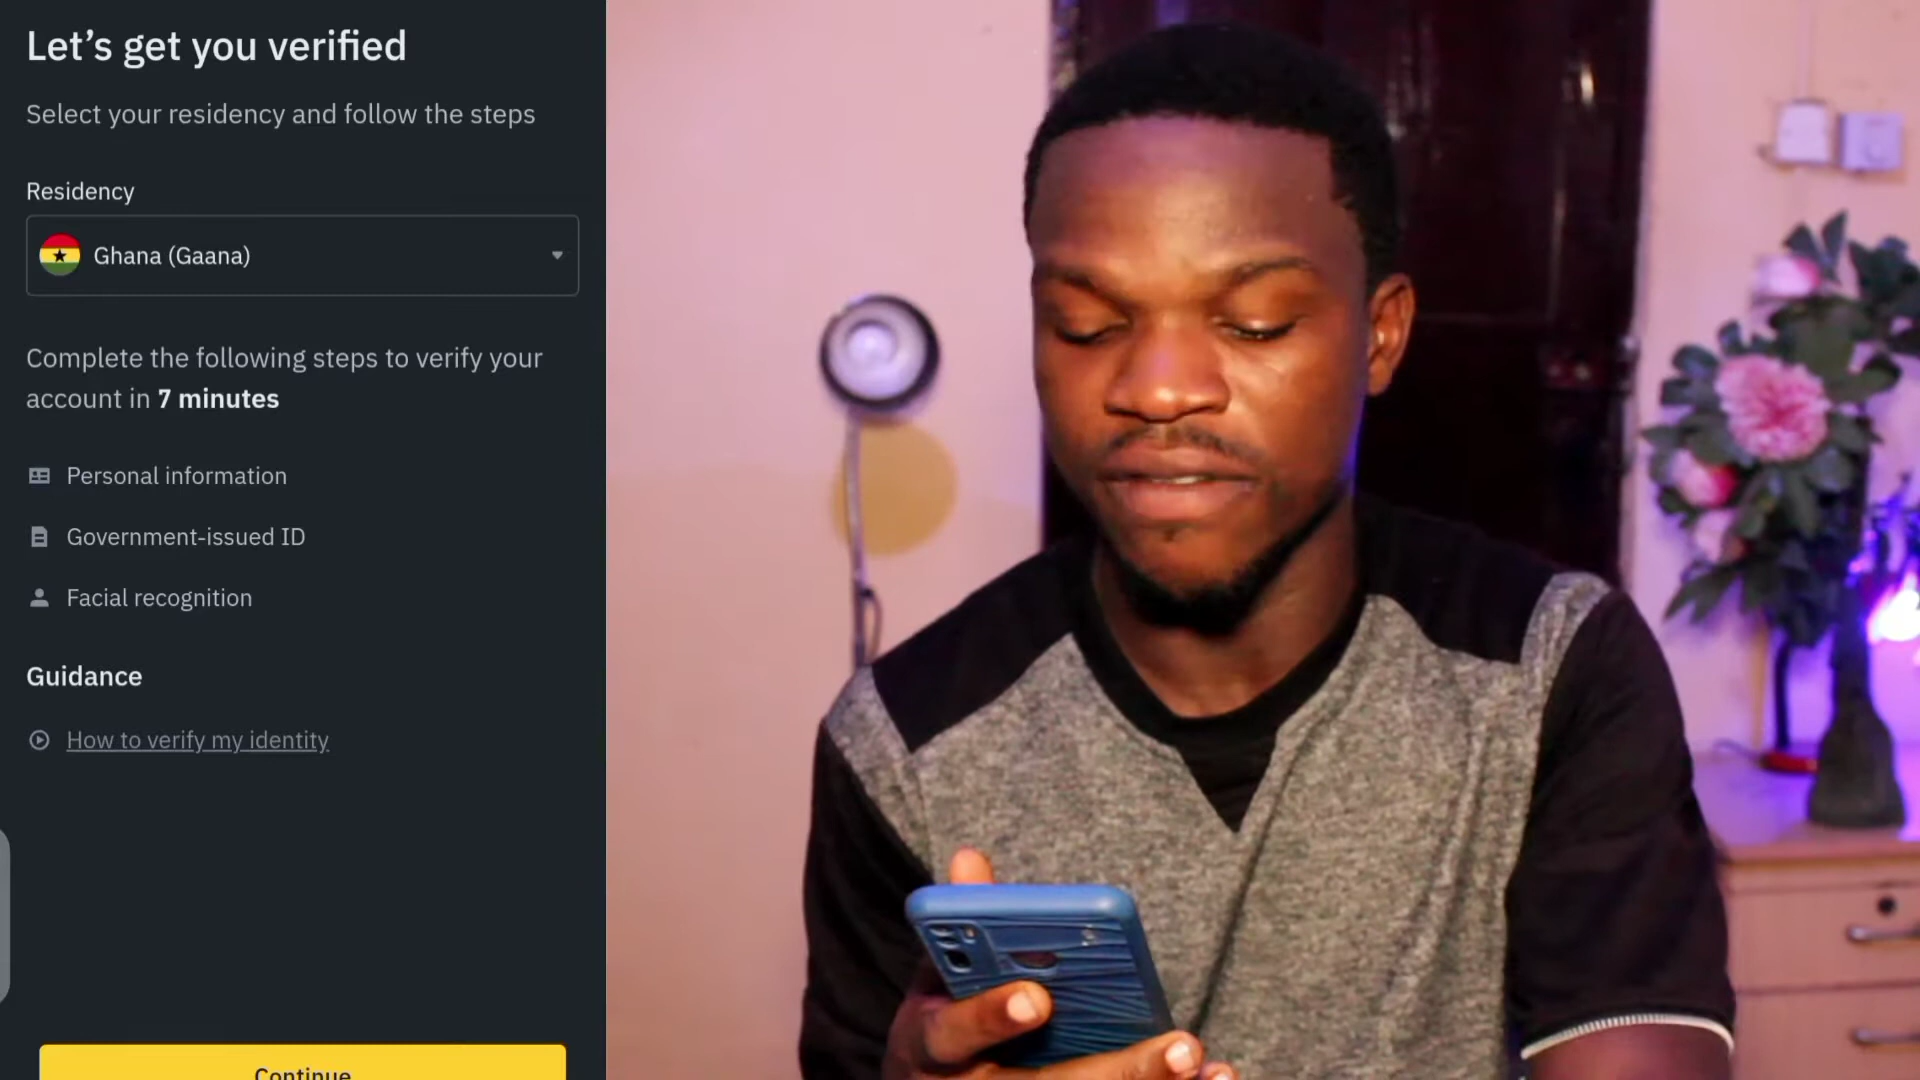 Let’s get you verified
Select your residency and follow the steps
Residency
Ghana (Gaana)
Complete the following steps to verify your
account in 7 minutes
Personal information
Government-issued ID
Facial recognition
Guidance
How to verify my identity
Continue